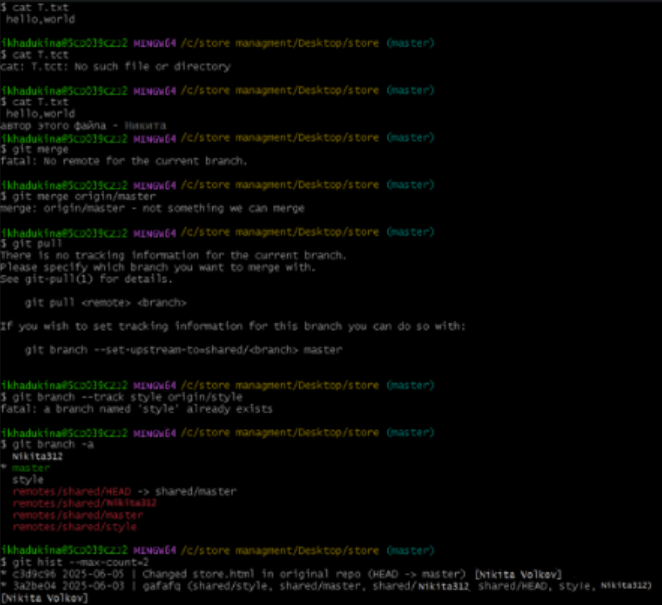 $ cat T.txt
hello,world
ikhadukina@5CD039CZJ2 MINGW64 /c/store managment/Desktop/store (master)
$ cat T.tct
cat: T.tct: No such file or directory
ikhadukina@5CD039CZJ2 MINGW64 /c/store managment/Desktop/store (master)
$ cat T.txt
hello,world
автор этого файла - Никита
ikhadukina@5CD039CZJ2 MINGW64 /c/store managment/Desktop/store (master)
$ git merge
fatal: No remote for the current branch.
ikhadukina@5CD039CZJ2 MINGW64 /c/store managment/Desktop/store (master)
$ git merge origin/master
merge: origin/master - not something we can merge
ikhadukina@5CD039CZJ2 MINGW64 /c/store managment/Desktop/store (master)
$ git pull
There is no tracking information for the current branch.
Please specify which branch you want to merge with.
See git-pull(1) for details.
git pull <remote> <branch>
If you wish to set tracking information for this branch you can do so with:
git branch --set-upstream-to=shared/<branch> master
ikhadukina@5CD039CZJ2 MINGW64 /c/store managment/Desktop/store (master)
$ git branch --track style origin/style
fatal: a branch named 'style' already exists
ikhadukina@5CD039CZJ2 MINGW64 /c/store managment/Desktop/store (master)
$ git branch -a
Nikita312
* master
style
remotes/shared/HEAD -> shared/master
remotes/shared/Nikita312
remotes/shared/master
remotes/shared/style
ikhadukina@5CD039CZJ2 MINGW64 /c/store managment/Desktop/store (master)
$ git hist --max-count=2
* c3d9c96 2025-06-05 | Changed store.html in original repo (HEAD -> master) [Nikita Volkov]
* 3a2be04 2025-06-03 | gafafq (shared/style, shared/master, shared/Nikita312, shared/HEAD, style, Nikita312)
[Nikita Volkov]